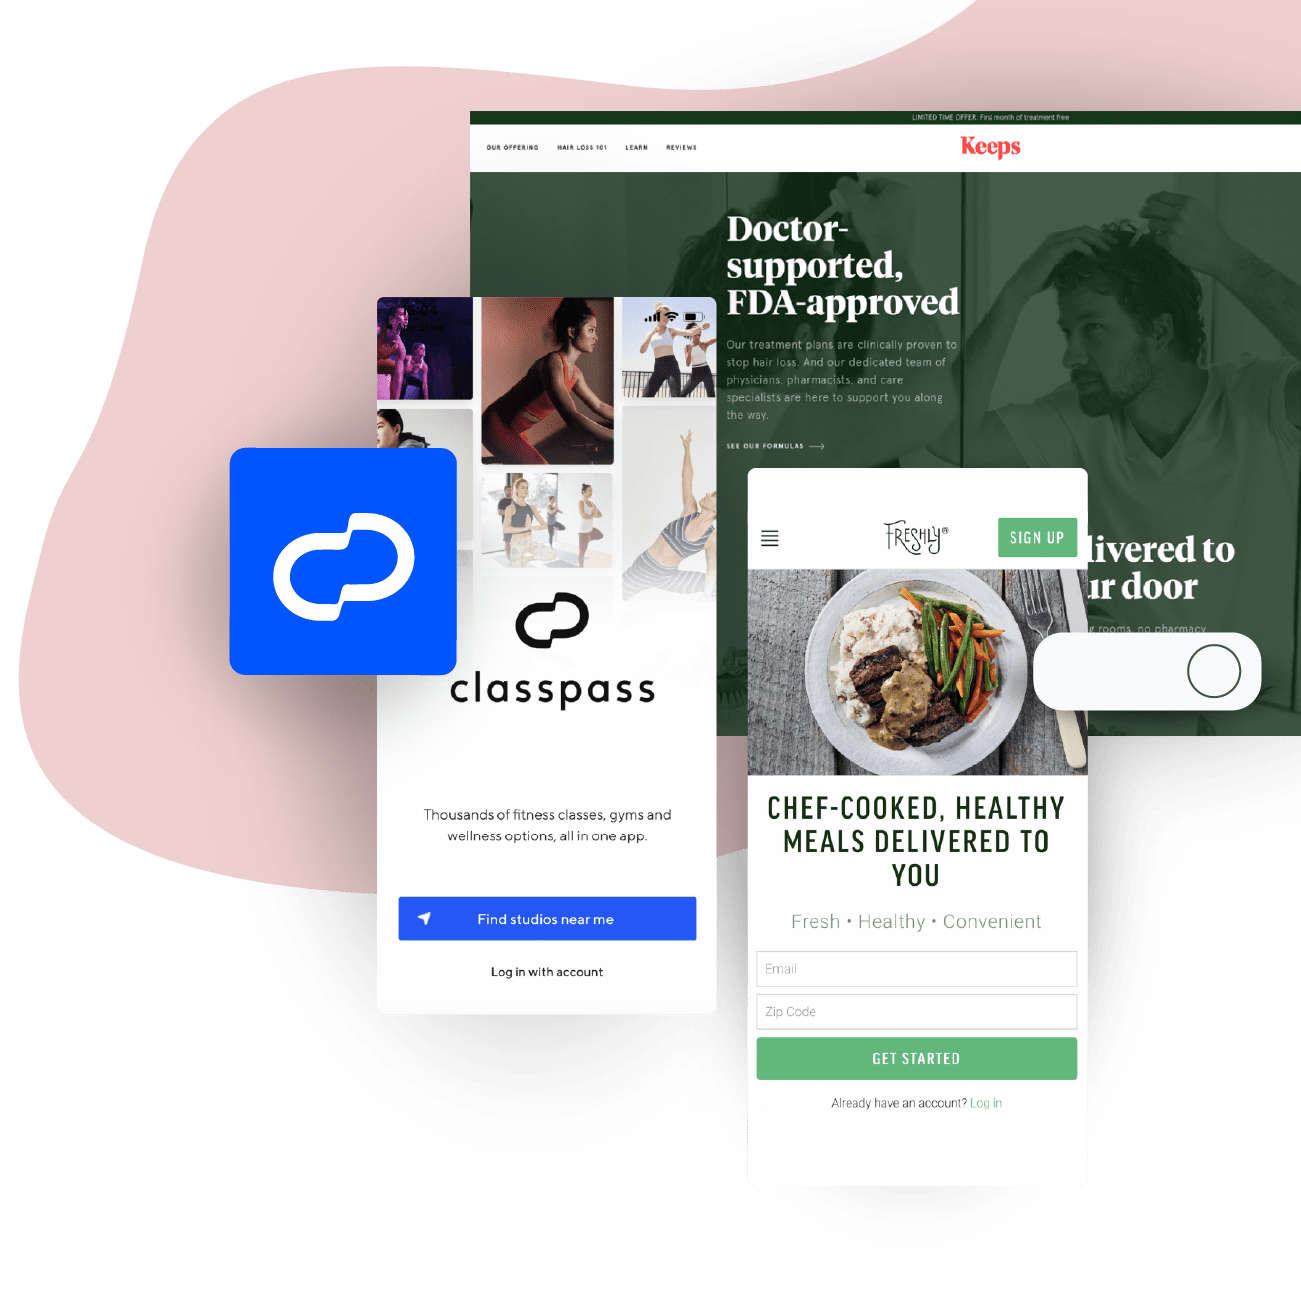 LIMITED TIME OFFER: First month of treatment free
OUR OFFERING
HAIR LOSS 101
LEARN
REVIEWS
Keeps
Doctor-
supported,
FDA-approved
Our treatment plans are clinically proven to
stop hair loss. And our dedicated team of
physicians, pharmacists, and care
specialists are here to support you along
the way.
SEE OUR FORMULAS
livered to
ur door
rooms, no pharmacy
15:04
App Store
classpass
Thousands of fitness classes, gyms and
wellness options, all in one app.
Find studios near me
Log in with account
FRESHLY®
SIGN UP
CHEF-COOKED, HEALTHY
MEALS DELIVERED TO
YOU
Fresh • Healthy • Convenient
Email
Zip Code
GET STARTED
Already have an account? Log in